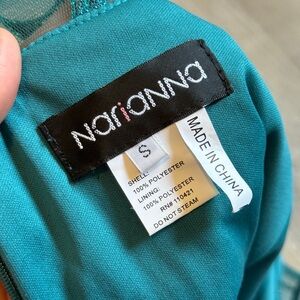 NARiANNA
S
SHELL:
100% POLYESTER
LINING:
100% POLYESTER
RN# 110421
DO NOT STEAM
MADE IN CHINA